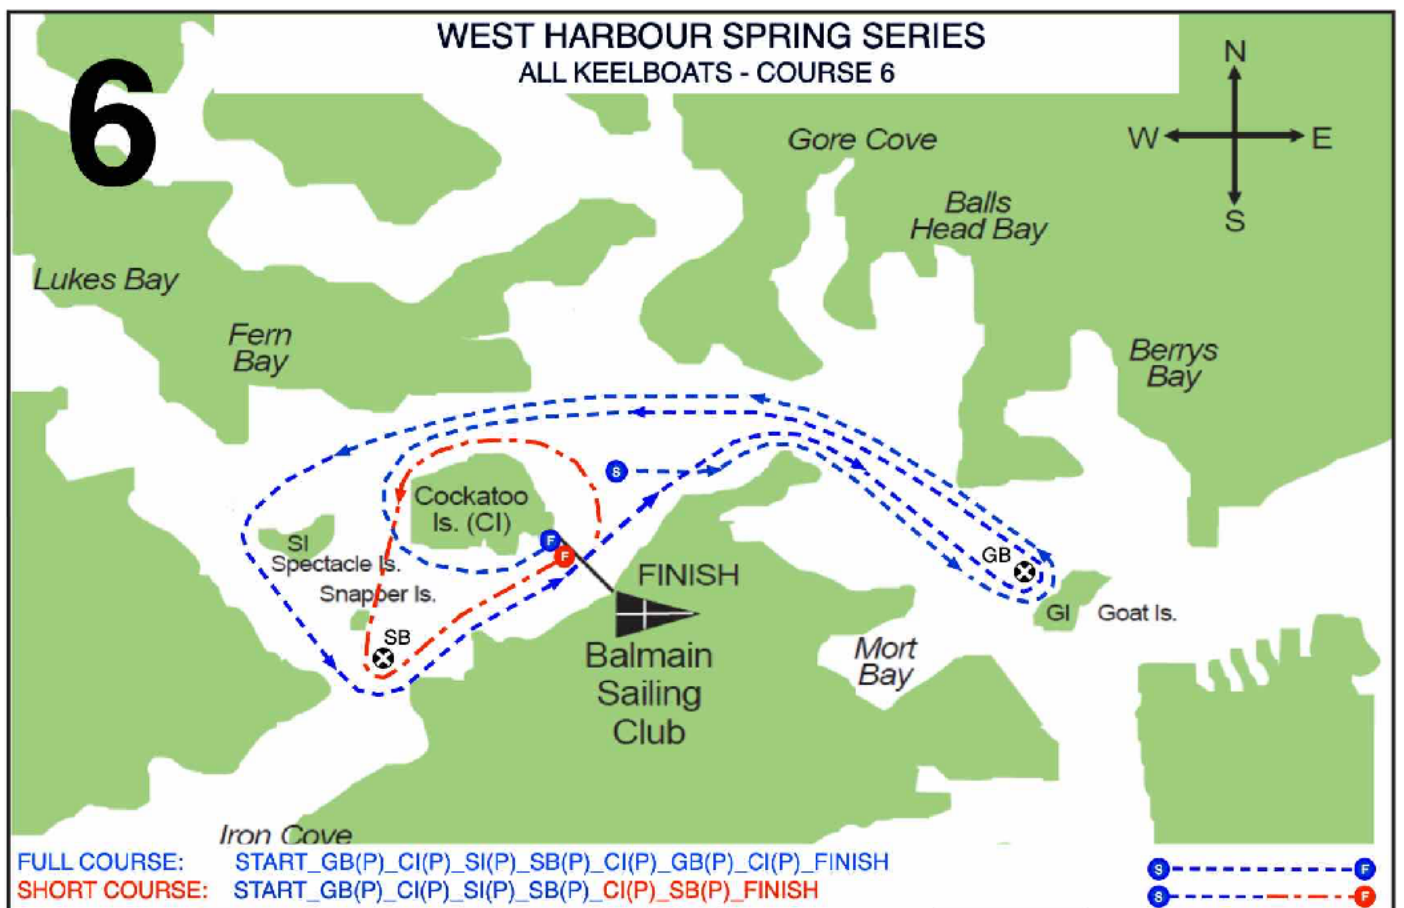 WEST HARBOUR SPRING SERIES
ALL KEELBOATS - COURSE 6
6
N
W
E
S
Gore Cove
Balls
Head Bay
Lukes Bay
Fern
Bay
Berrys
Bay
S
Cockatoo
Is. (CI)
F
F
SI
Spectacle Is.
Snapper Is.
SB
GB
GI
Goat Is.
FINISH
Balmain
Sailing
Club
Mort
Bay
Iron Cove
FULL COURSE: START_GB(P)_CI(P)_SI(P)_SB(P)_CI(P)_GB(P)_CI(P)_FINISH
S F
SHORT COURSE: START_GB(P)_CI(P)_SI(P)_SB(P)_CI(P)_SB(P)_FINISH
S F